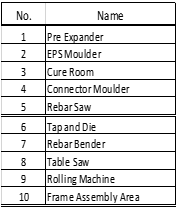 No. Name
1 Pre Expander
2 EPS Moulder
3 Cure Room
4 Connector Moulder
5 Rebar Saw
6 Tap and Die
7 Rebar Bender
8 Table Saw
9 Rolling Machine
10 Frame Assembly Area